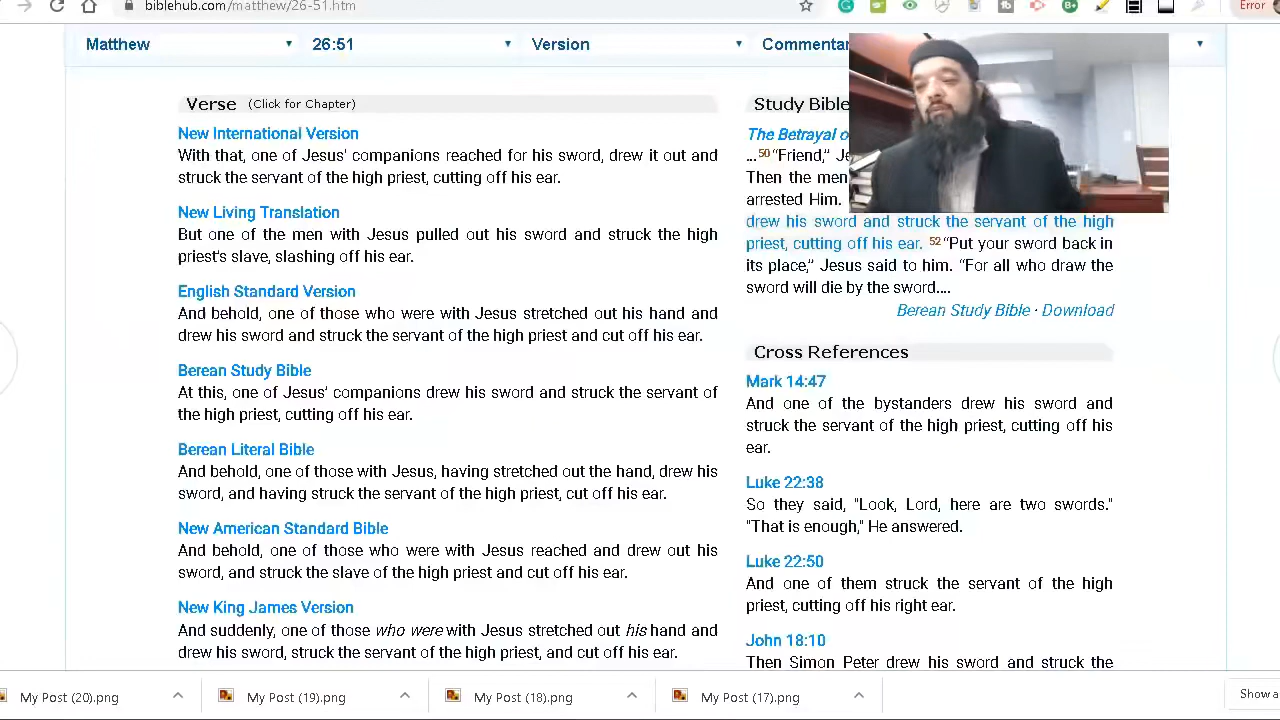 biblehub.com/matthew/26-51.htm
Error
Matthew 26:51 Version
Verse (Click for Chapter)
New International Version
With that, one of Jesus' companions reached for his sword, drew it out and
struck the servant of the high priest, cutting off his ear.
New Living Translation
But one of the men with Jesus pulled out his sword and struck the high
priest's slave, slashing off his ear.
English Standard Version
And behold, one of those who were with Jesus stretched out his hand and
drew his sword and struck the servant of the high priest and cut off his ear.
Berean Study Bible
At this, one of Jesus' companions drew his sword and struck the servant of
the high priest, cutting off his ear.
Berean Literal Bible
And behold, one of those with Jesus, having stretched out the hand, drew his
sword, and having struck the servant of the high priest, cut off his ear.
New American Standard Bible
And behold, one of those who were with Jesus reached and drew out his
sword, and struck the slave of the high priest and cut off his ear.
New King James Version
And suddenly, one of those who were with Jesus stretched out his hand and
drew his sword, struck the servant of the high priest, and cut off his ear.
Study Bible
The Betrayal
...50 "Friend,"
Then the men
arrested Him.
drew his sword and struck the servant of the high
priest, cutting off his ear. 52 "Put your sword back in
its place," Jesus said to him. "For all who draw the
sword will die by the sword....
Berean Study Bible · Download
Cross References
Mark 14:47
And one of the bystanders drew his sword and
struck the servant of the high priest, cutting off his
ear.
Luke 22:38
So they said, "Look, Lord, here are two swords."
"That is enough," He answered.
Luke 22:50
And one of them struck the servant of the high
priest, cutting off his right ear.
John 18:10
Then Simon Peter drew his sword and struck the
My Post (20).png
My Post (19).png
My Post (18).png
My Post (17).png
Show